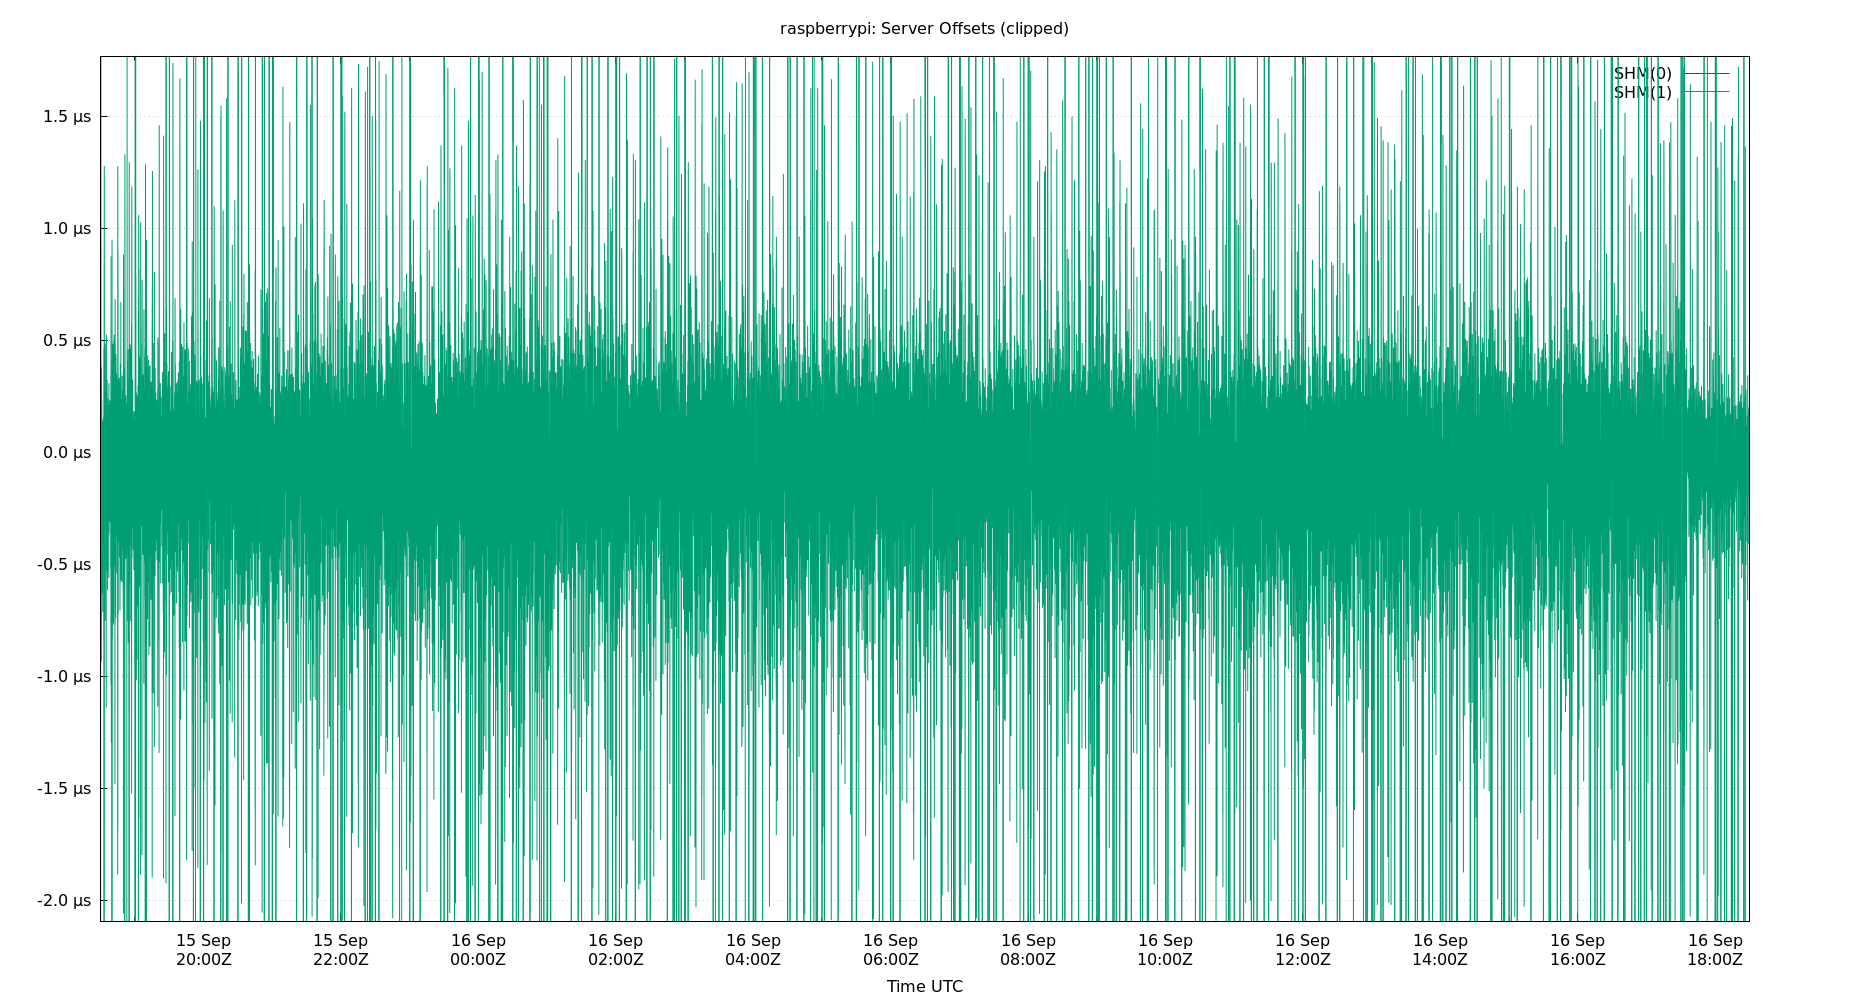 raspberrypi: Server Offsets (clipped)
SHM(0)
SHM(1)
1.5 µs
1.0 µs
0.5 µs
0.0 µs
-0.5 µs
-1.0 µs
-1.5 µs
-2.0 µs
15 Sep 15 Sep 16 Sep 16 Sep 16 Sep 16 Sep 16 Sep 16 Sep 16 Sep 16 Sep 16 Sep 16 Sep
20:00Z 22:00Z 00:00Z 02:00Z 04:00Z 06:00Z 08:00Z 10:00Z 12:00Z 14:00Z 16:00Z 18:00Z
Time UTC